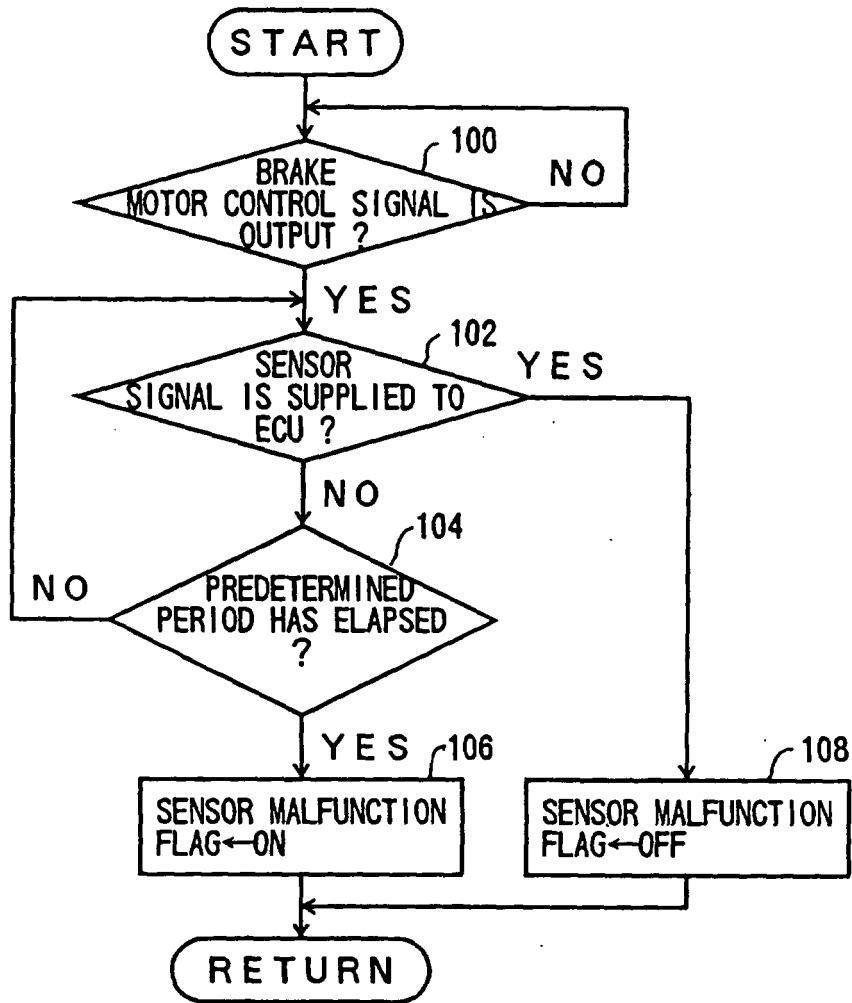 START
100
BRAKE
MOTOR CONTROL SIGNAL IS
OUTPUT ?
NO
YES
102
SENSOR
SIGNAL IS SUPPLIED TO
ECU ?
YES
NO
104
PREDETERMINED
PERIOD HAS ELAPSED
?
NO
YES
106
SENSOR MALFUNCTION
FLAG←ON
108
SENSOR MALFUNCTION
FLAG←OFF
RETURN